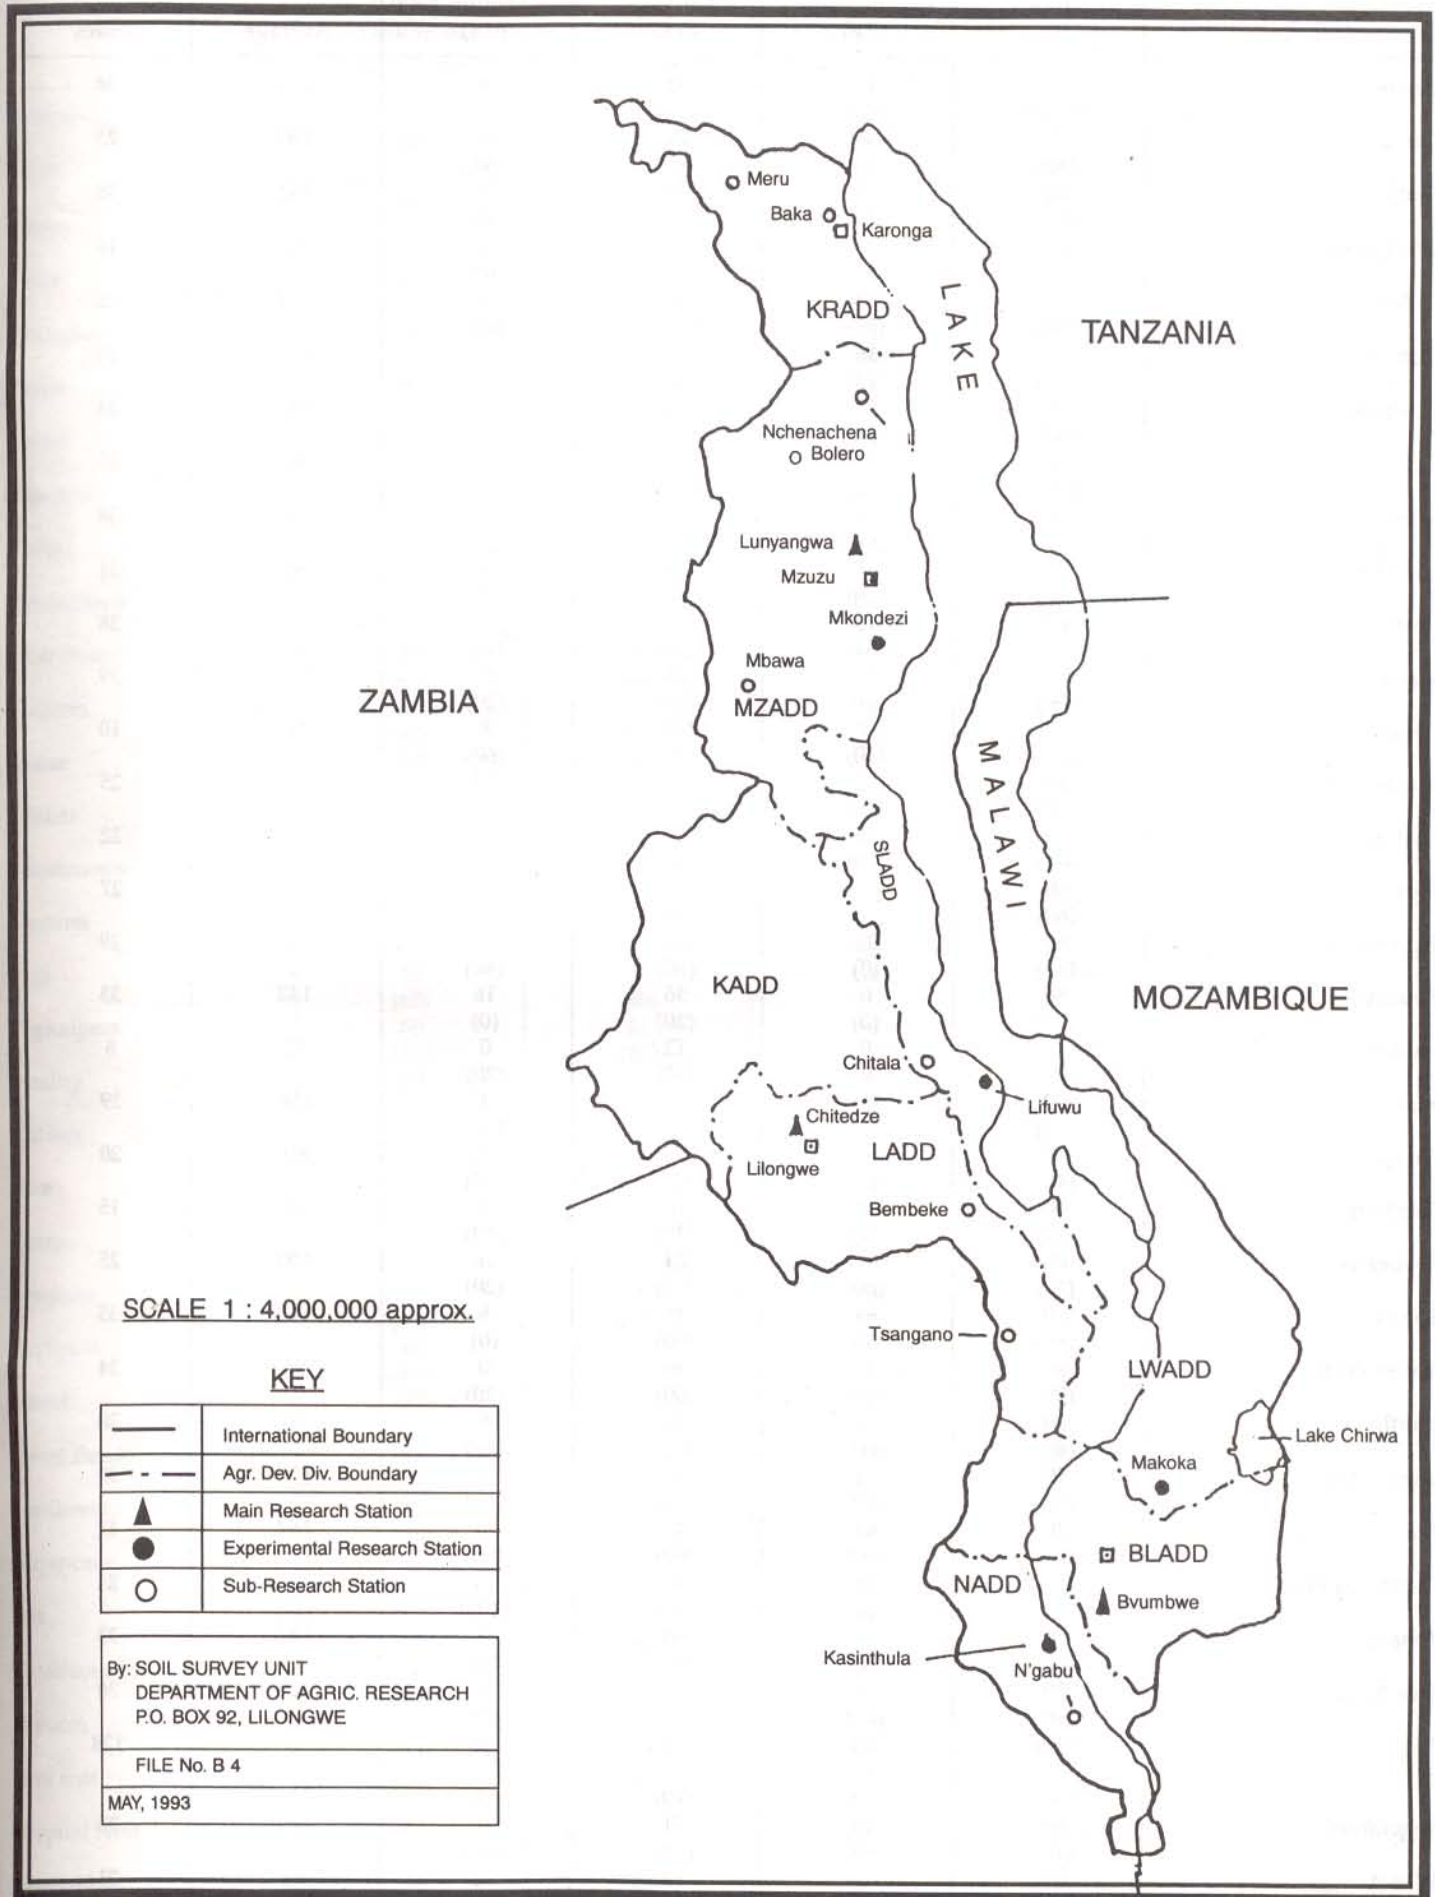 Meru
Baka
Karonga
KRADD
LAKE
TANZANIA
Nchenachena
Bolero
Lunyangwa
Mzuzu
Mkondezi
Mbawa
ZAMBIA
MZADD
MALAWI
SLADD
KADD
MOZAMBIQUE
Chitala
Lifuwu
Chitedze
LADD
Lilongwe
Bembeke
SCALE 1 : 4,000,000 approx.
Tsangano
LWADD
Lake Chirwa
Makoka
BLADD
NADD
Bvumbwe
Kasinthula
N'gabu
KEY
International Boundary
Agr. Dev. Div. Boundary
Main Research Station
Experimental Research Station
Sub-Research Station
By: SOIL SURVEY UNIT
DEPARTMENT OF AGRIC. RESEARCH
P.O. BOX 92, LILONGWE
FILE No. B 4
MAY, 1993